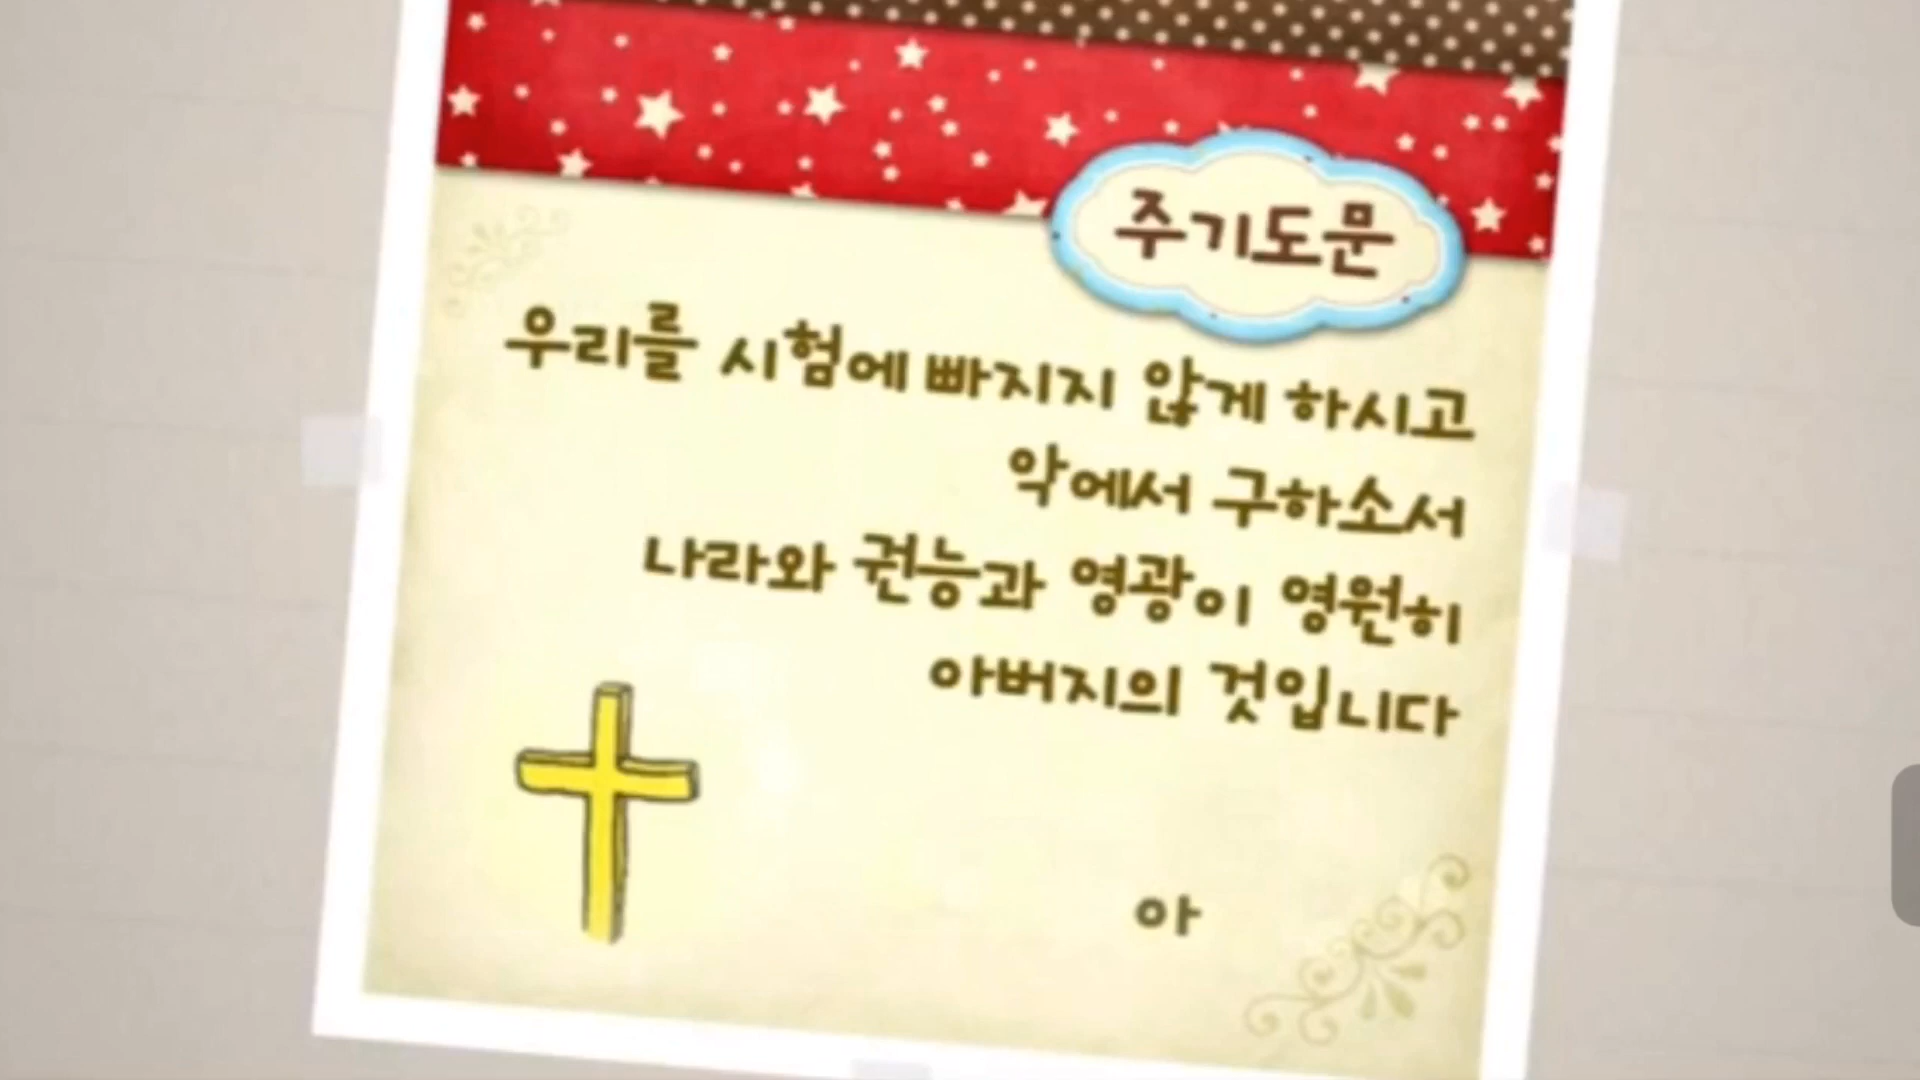 주기도문
우리를 시험에 빠지지 않게 하시고
악에서 구하소서
나라와 권능과 영광이 영원히
아버지의 것입니다
아